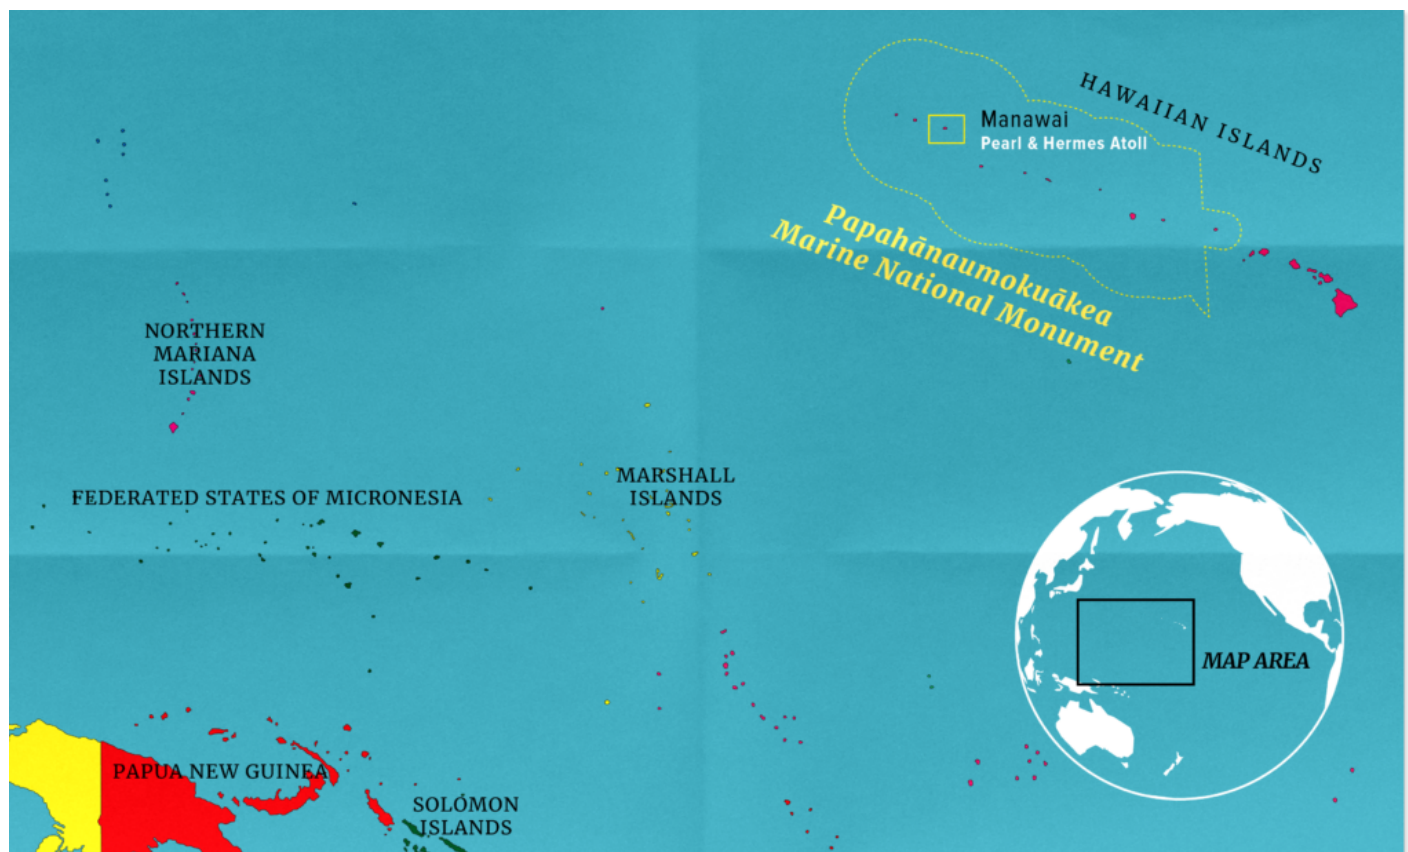 HAWAIIAN ISLANDS
Manawai
Pearl & Hermes Atoll
Papahānaumokuākea
Marine National Monument
NORTHERN
MARIANA
ISLANDS
FEDERATED STATES OF MICRONESIA
MARSHALL
ISLANDS
MAP AREA
PAPUA NEW GUINEA
SOLÓMON
ISLANDS